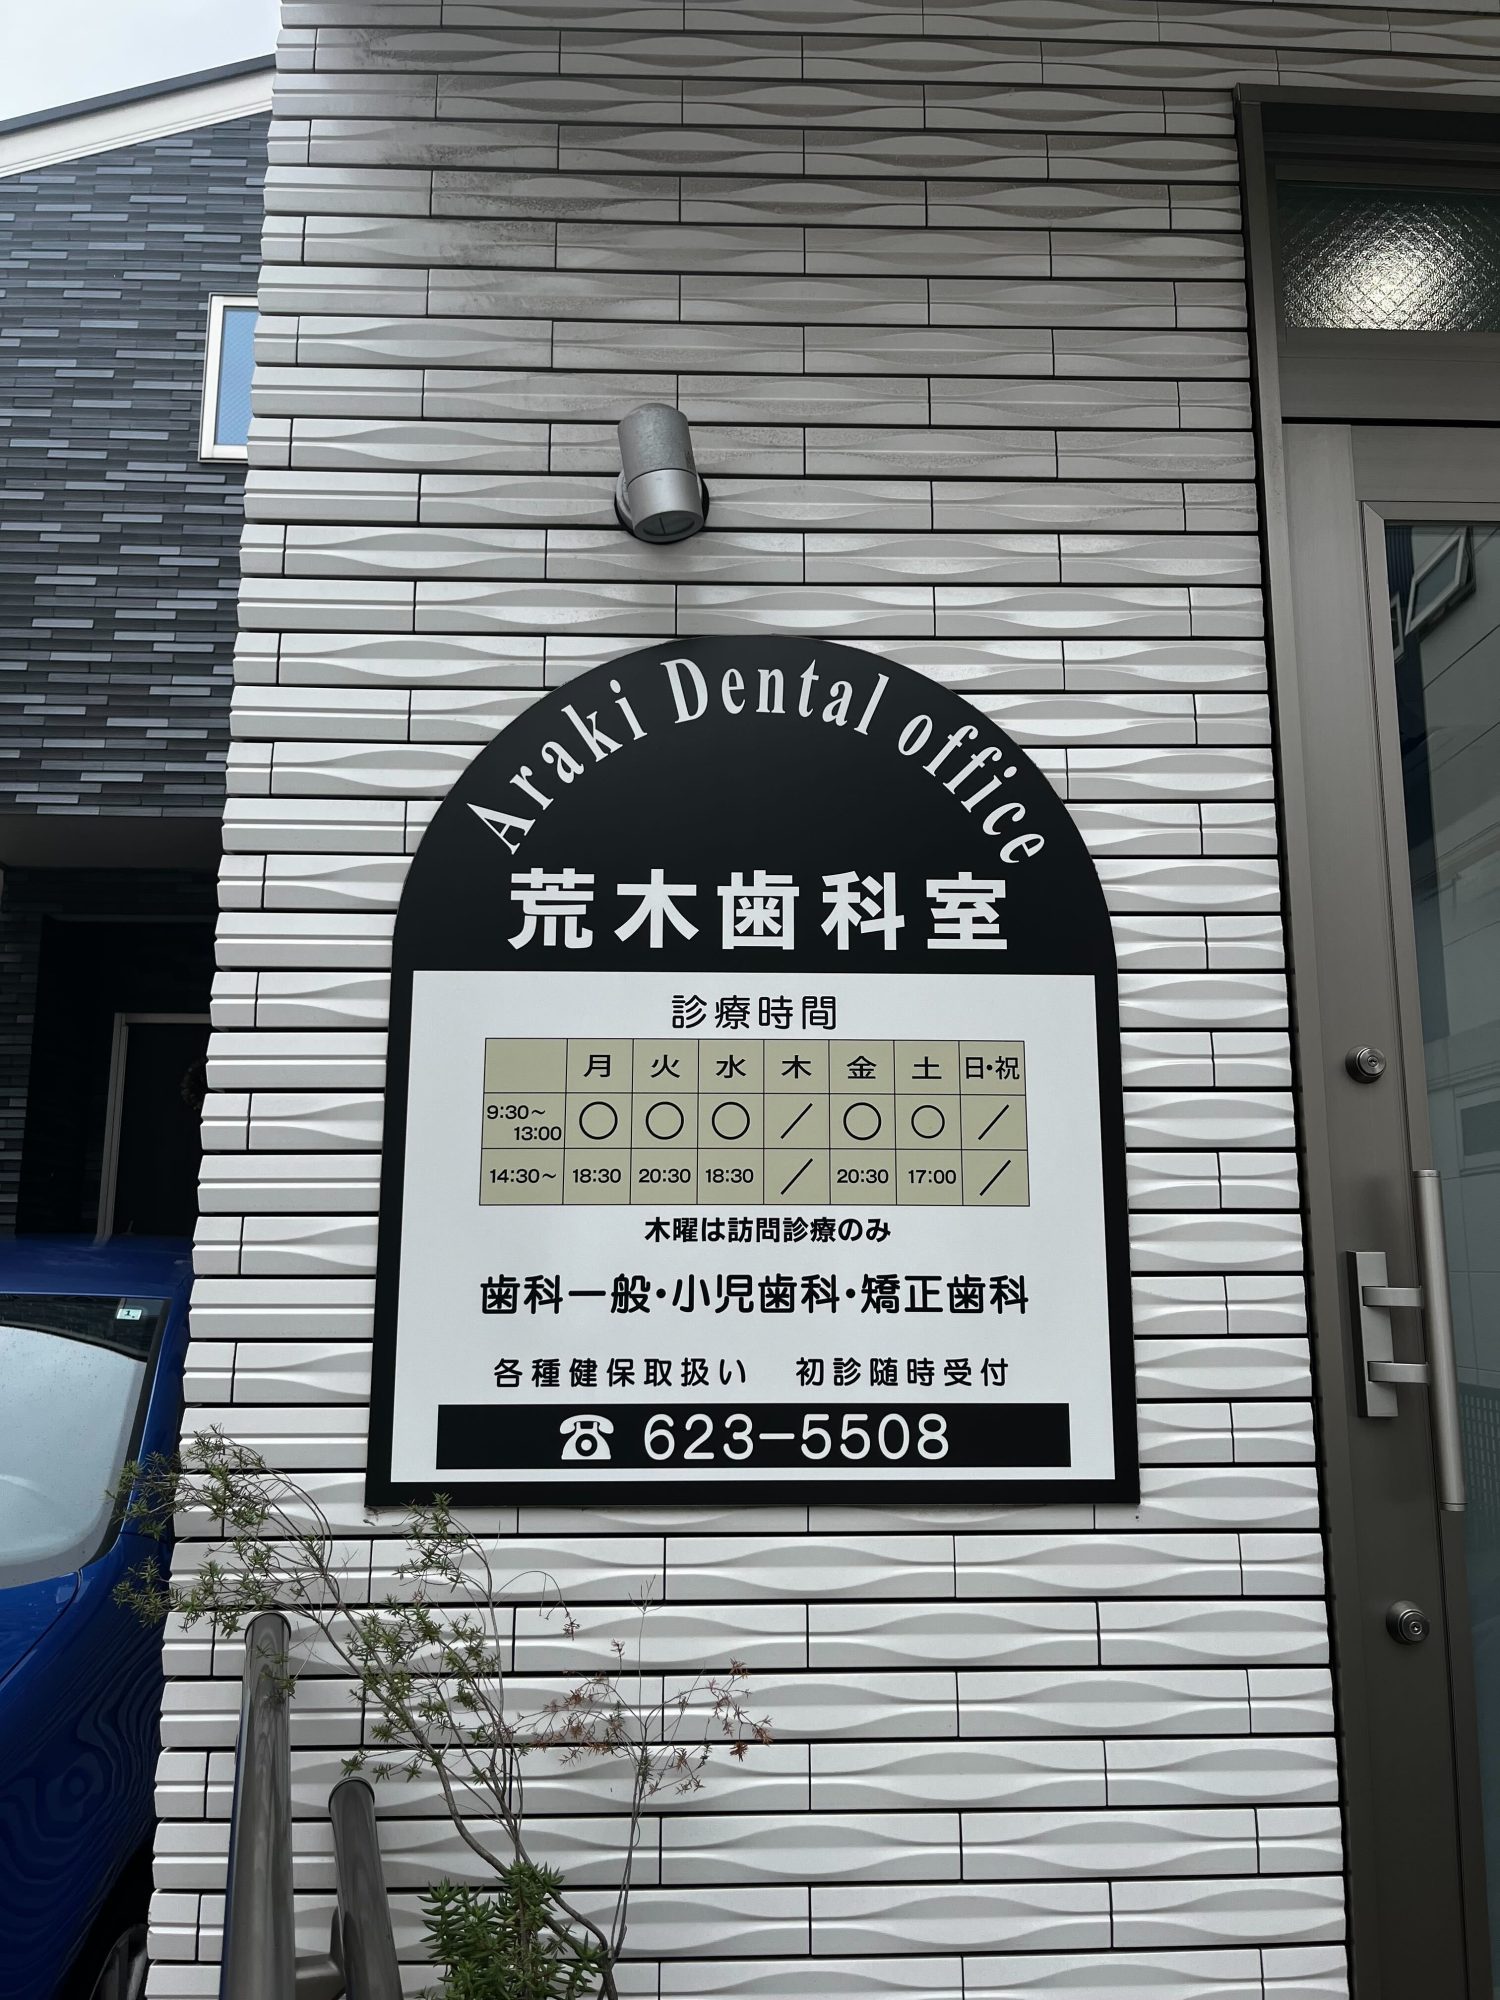 Araki Dental office
荒木歯科室
診療時間
月 火 水 木 金 土 日・祝
9:30～13:00 ○ ○ ○ ／ ○ ○ ／
14:30～ 18:30 20:30 18:30 ／ 20:30 17:00 ／
木曜は訪問診療のみ
歯科一般・小児歯科・矯正歯科
各種健保取扱い 初診随時受付
☎ 623-5508